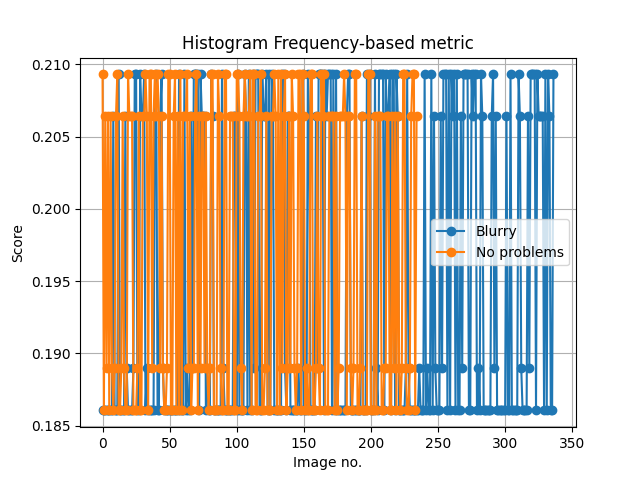 Histogram Frequency-based metric
0.210
0.205
0.200
0.195
0.190
0.185
Score
Blurry
No problems
0 50 100 150 200 250 300 350
Image no.